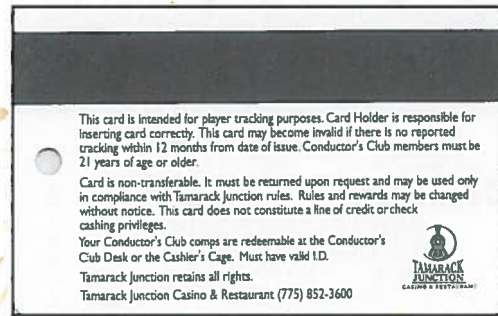 This card is intended for player tracking purposes. Card Holder is responsible for
inserting card correctly. This card may become invalid if there is no reported
tracking within 12 months from date of issue. Conductor's Club members must be
21 years of age or older.
Card is non-transferable. It must be returned upon request and may be used only
in compliance with Tamarack Junction rules. Rules and rewards may be changed
without notice. This card does not constitute a line of credit or check
cashing privileges.
Your Conductor's Club comps are redeemable at the Conductor's
Club Desk or the Cashier's Cage. Must have valid I.D.
Tamarack Junction retains all rights.
Tamarack Junction Casino & Restaurant (775) 852-3600
TAMARACK
JUNCTION
CASINO & RESTAURANT